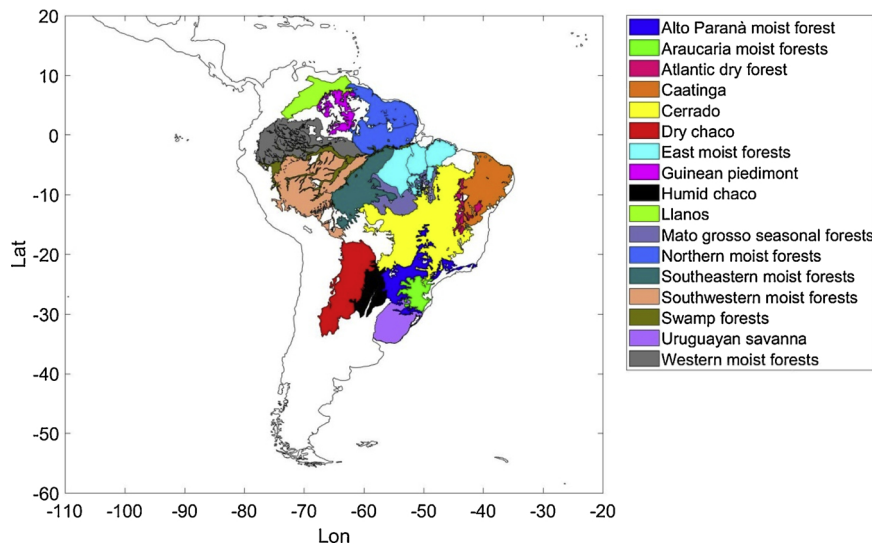 Alto Paranà moist forest
Araucaria moist forests
Atlantic dry forest
Caatinga
Cerrado
Dry chaco
East moist forests
Guinean piedimont
Humid chaco
Llanos
Mato grosso seasonal forests
Northern moist forests
Southeastern moist forests
Southwestern moist forests
Swamp forests
Uruguayan savanna
Western moist forests
20
10
0
-10
-20
-30
-40
-50
-60
Lat
-110 -100 -90 -80 -70 -60 -50 -40 -30 -20
Lon